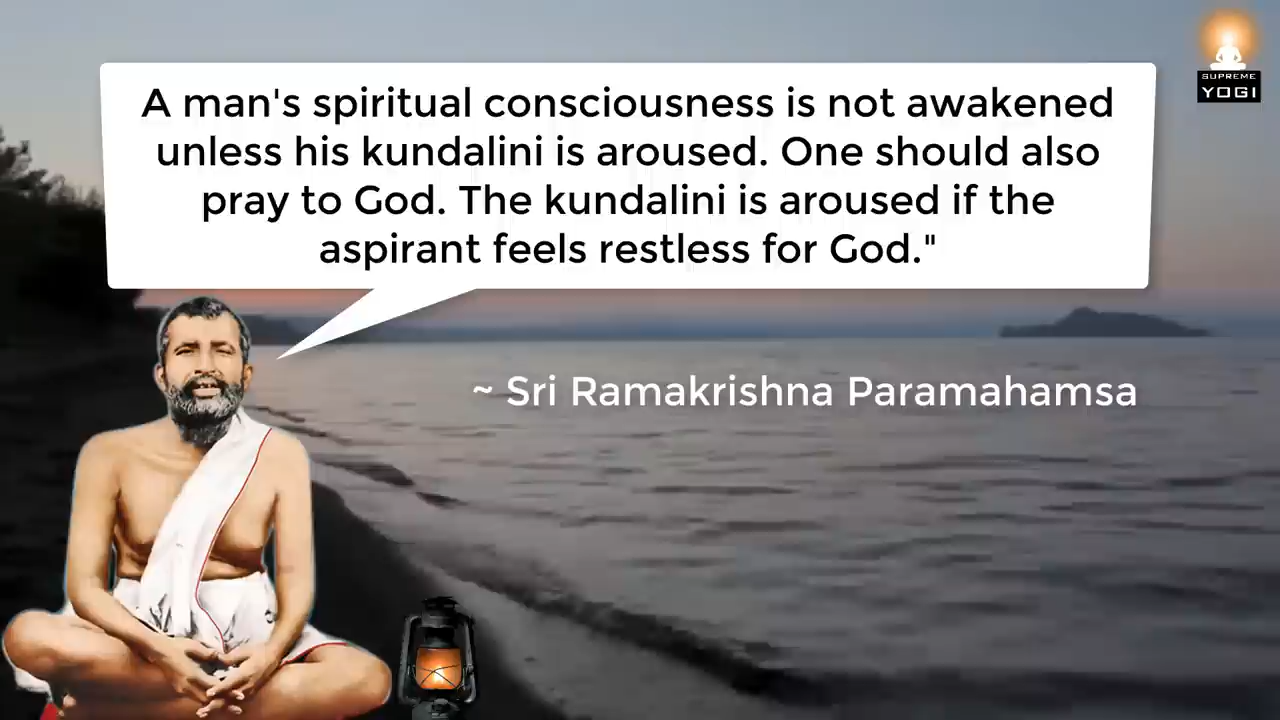 SUPREME
YOGI
A man's spiritual consciousness is not awakened
unless his kundalini is aroused. One should also
pray to God. The kundalini is aroused if the
aspirant feels restless for God."
~ Sri Ramakrishna Paramahamsa